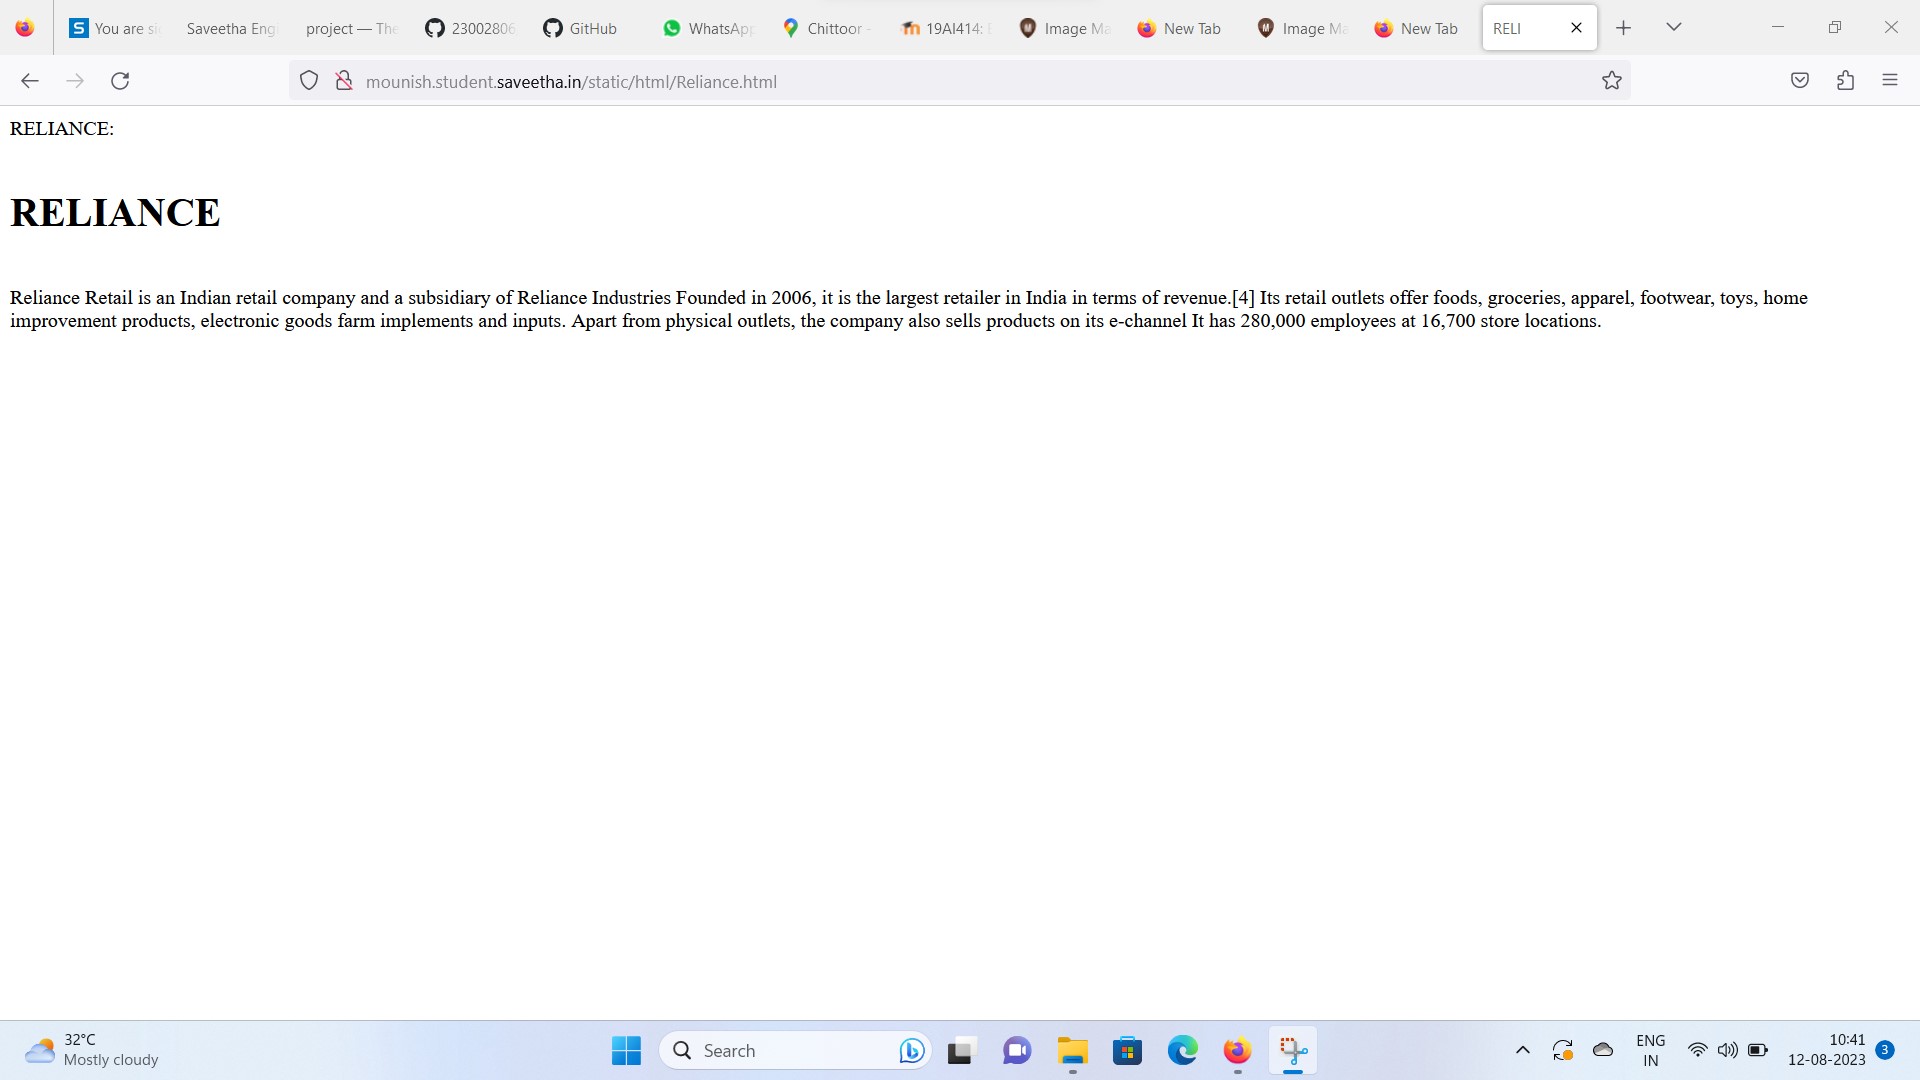 You are si
Saveetha Eng
project — The
23002806
GitHub
WhatsApp
Chittoor -
19AI414:
Image Ma
New Tab
Image Ma
New Tab
RELI
mounish.student.saveetha.in/static/html/Reliance.html
RELIANCE:
RELIANCE
Reliance Retail is an Indian retail company and a subsidiary of Reliance Industries Founded in 2006, it is the largest retailer in India in terms of revenue.[4] Its retail outlets offer foods, groceries, apparel, footwear, toys, home
improvement products, electronic goods farm implements and inputs. Apart from physical outlets, the company also sells products on its e-channel It has 280,000 employees at 16,700 store locations.
32°C
Mostly cloudy
Search
ENG
IN
10:41
12-08-2023
3